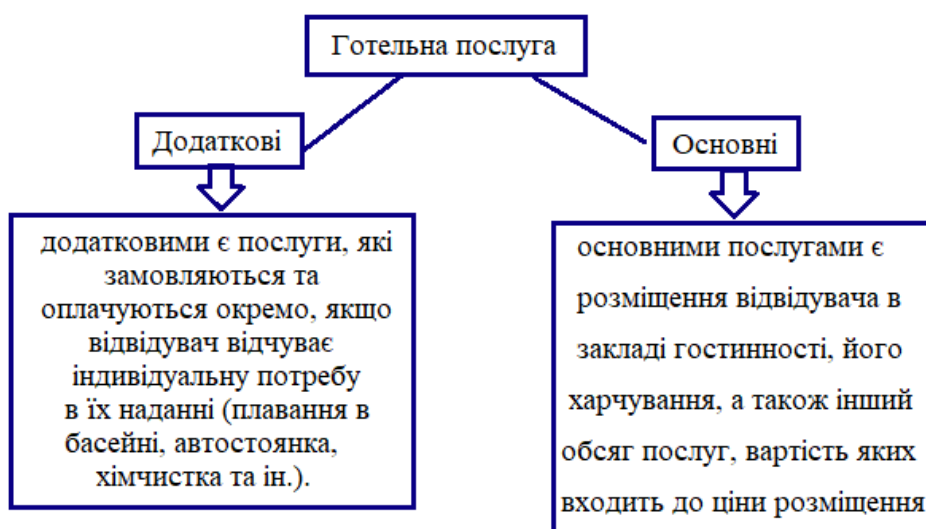 Готельна послуга
Додаткові
Основні
додатковими є послуги, які
замовляються та
оплачуються окремо, якщо
відвідувач відчуває
індивідуальну потребу
в їх наданні (плавання в
басейні, автостоянка,
хімчистка та ін.).
основними послугами є
розміщення відвідувача в
закладі гостинності, його
харчування, а також інший
обсяг послуг, вартість яких
входить до ціни розміщення